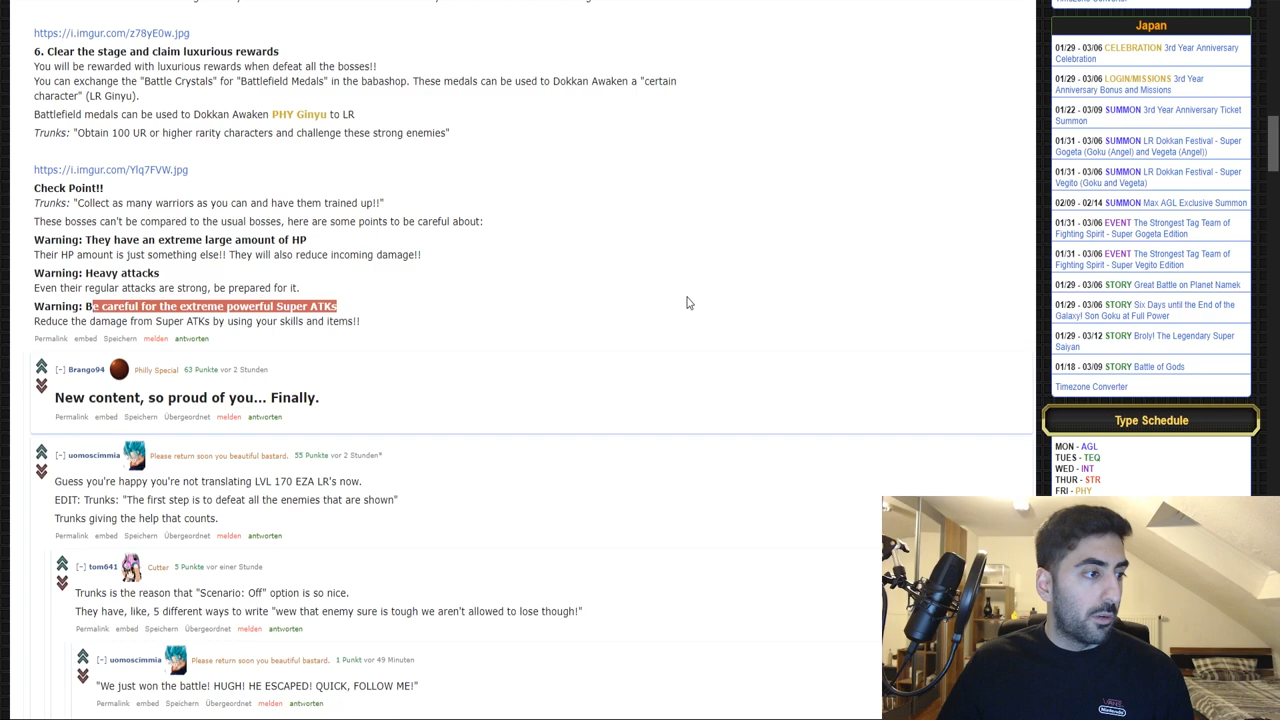 https://i.imgur.com/z78yE0w.jpg
6. Clear the stage and claim luxurious rewards
You will be rewarded with luxurious rewards when defeat all the bosses!!
You can exchange the "Battle Crystals" for "Battlefield Medals" in the babashop. These medals can be used to Dokkan Awaken a "certain
character" (LR Ginyu).
Battlefield medals can be used to Dokkan Awaken PHY Ginyu to LR
Trunks: "Obtain 100 UR or higher rarity characters and challenge these strong enemies"
https://i.imgur.com/Ylq7FVW.jpg
Check Point!!
Trunks: "Collect as many warriors as you can and have them trained up!!"
These bosses can't be compared to the usual bosses, here are some points to be careful about:
Warning: They have an extreme large amount of HP
Their HP amount is just something else!! They will also reduce incoming damage!!
Warning: Heavy attacks
Even their regular attacks are strong, be prepared for it.
Warning: Be careful for the extreme powerful Super ATKs
Reduce the damage from Super ATKs by using your skills and items!!
Permalink embed Speichern melden antworten
[–] Brango94 Philly Special 63 Punkte vor 2 Stunden
New content, so proud of you... Finally.
Permalink embed Speichern Übergeordnet melden antworten
[–] uomoscimmia Please return soon you beautiful bastard. 55 Punkte vor 2 Stunden*
Guess you're happy you're not translating LVL 170 EZA LR's now.
EDIT: Trunks: "The first step is to defeat all the enemies that are shown"
Trunks giving the help that counts.
Permalink embed Speichern Übergeordnet melden antworten
[–] tom641 Cutter 5 Punkte vor einer Stunde
Trunks is the reason that "Scenario: Off" option is so nice.
They have, like, 5 different ways to write "wew that enemy sure is tough we aren't allowed to lose though!"
Permalink embed Speichern Übergeordnet melden antworten
[–] uomoscimmia Please return soon you beautiful bastard. 1 Punkt vor 49 Minuten
"We just won the battle! HUGH! HE ESCAPED! QUICK, FOLLOW ME!"
Permalink embed Speichern Übergeordnet melden antworten
Timezone Converter
Japan
01/29 - 03/06 CELEBRATION 3rd Year Anniversary
Celebration
01/29 - 03/06 LOGIN/MISSIONS 3rd Year
Anniversary Bonus and Missions
01/22 - 03/09 SUMMON 3rd Year Anniversary Ticket
Summon
01/31 - 03/06 SUMMON LR Dokkan Festival - Super
Gogeta (Goku (Angel) and Vegeta (Angel))
01/31 - 03/06 SUMMON LR Dokkan Festival - Super
Vegito (Goku and Vegeta)
02/09 - 02/14 SUMMON Max AGL Exclusive Summon
01/31 - 03/06 EVENT The Strongest Tag Team of
Fighting Spirit - Super Gogeta Edition
01/31 - 03/06 EVENT The Strongest Tag Team of
Fighting Spirit - Super Vegito Edition
01/29 - 03/06 STORY Great Battle on Planet Namek
01/29 - 03/06 STORY Six Days until the End of the
Galaxy! Son Goku at Full Power
01/29 - 03/12 STORY Broly! The Legendary Super
Saiyan
01/18 - 03/09 STORY Battle of Gods
Timezone Converter
Type Schedule
MON - AGL
TUES - TEQ
WED - INT
THUR - STR
FRI - PHY
VANS
Nintendo